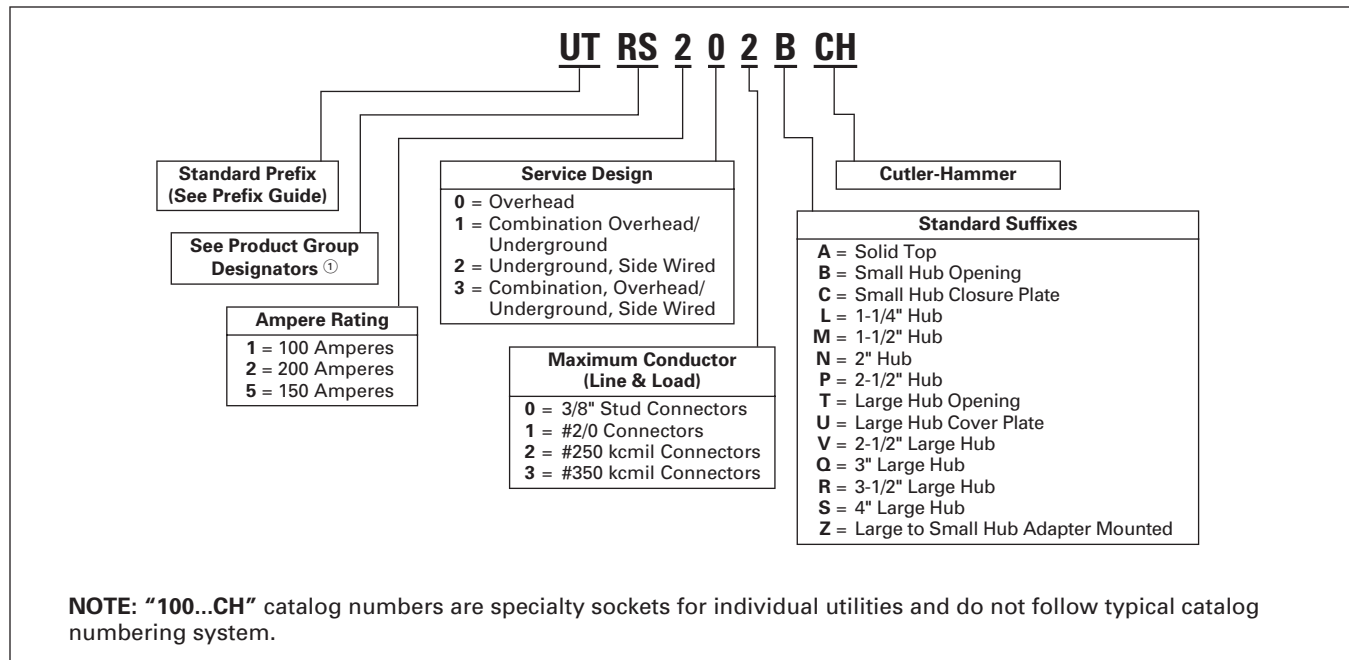 UT RS 2 0 2 B CH
Standard Prefix
(See Prefix Guide)
See Product Group
Designators ①
Ampere Rating
1 = 100 Amperes
2 = 200 Amperes
5 = 150 Amperes
Service Design
0 = Overhead
1 = Combination Overhead/
Underground
2 = Underground, Side Wired
3 = Combination, Overhead/
Underground, Side Wired
Maximum Conductor
(Line & Load)
0 = 3/8" Stud Connectors
1 = #2/0 Connectors
2 = #250 kcmil Connectors
3 = #350 kcmil Connectors
Cutler-Hammer
Standard Suffixes
A = Solid Top
B = Small Hub Opening
C = Small Hub Closure Plate
L = 1-1/4" Hub
M = 1-1/2" Hub
N = 2" Hub
P = 2-1/2" Hub
T = Large Hub Opening
U = Large Hub Cover Plate
V = 2-1/2" Large Hub
Q = 3" Large Hub
R = 3-1/2" Large Hub
S = 4" Large Hub
Z = Large to Small Hub Adapter Mounted
NOTE: “100...CH” catalog numbers are specialty sockets for individual utilities and do not follow typical catalog
numbering system.